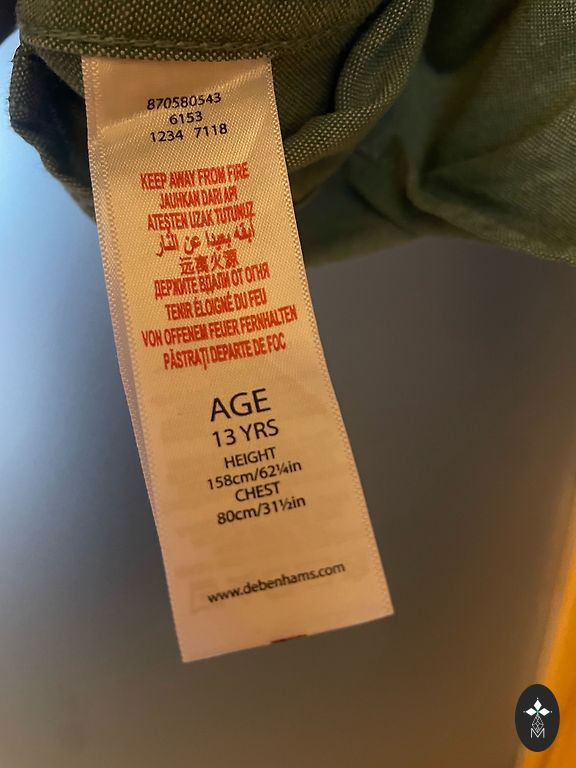 870580543
6153
1234 7118
KEEP AWAY FROM FIRE
JAUHKAN DARI API
ATEŞTEN UZAK TUTUNUZ
أبقه بعيدا عن النار
远离火源
ДЕРЖИТЕ ВДАЛИ ОТ ОГНЯ
TENIR ÉLOIGNÉ DU FEU
VON OFFENEM FEUER FERNHALTEN
PĂSTRAŢI DEPARTE DE FOC
AGE
13 YRS
HEIGHT
158cm/62¼in
CHEST
80cm/31½in
www.debenhams.com
M